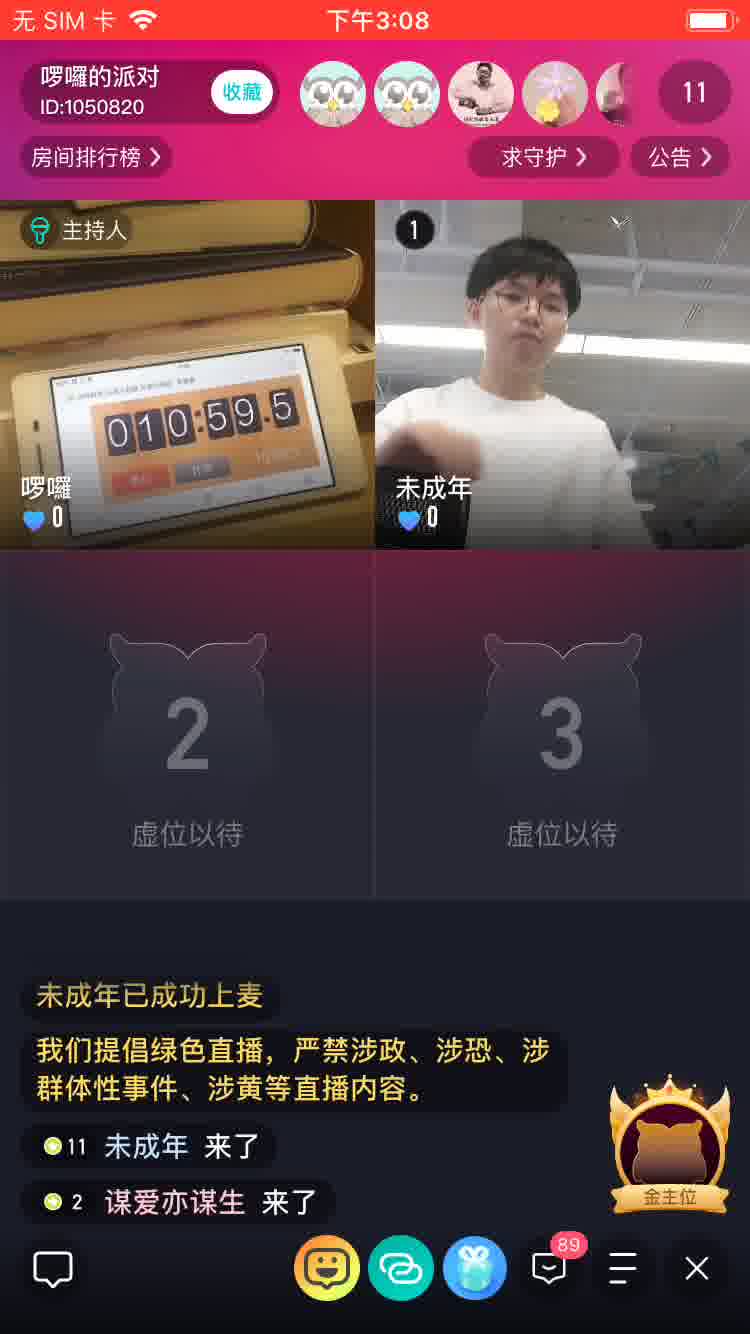 无 SIM 卡
下午3:08
啰囉的派对
ID:1050820
收藏
11
房间排行榜
求守护
公告
主持人
1
010:59.5
啰囉
0
未成年
0
2
虚位以待
3
虚位以待
未成年已成功上麦
我们提倡绿色直播，严禁涉政、涉恐、涉
群体性事件、涉黄等直播内容。
11 未成年 来了
2 谋爱亦谋生 来了
金主位
89